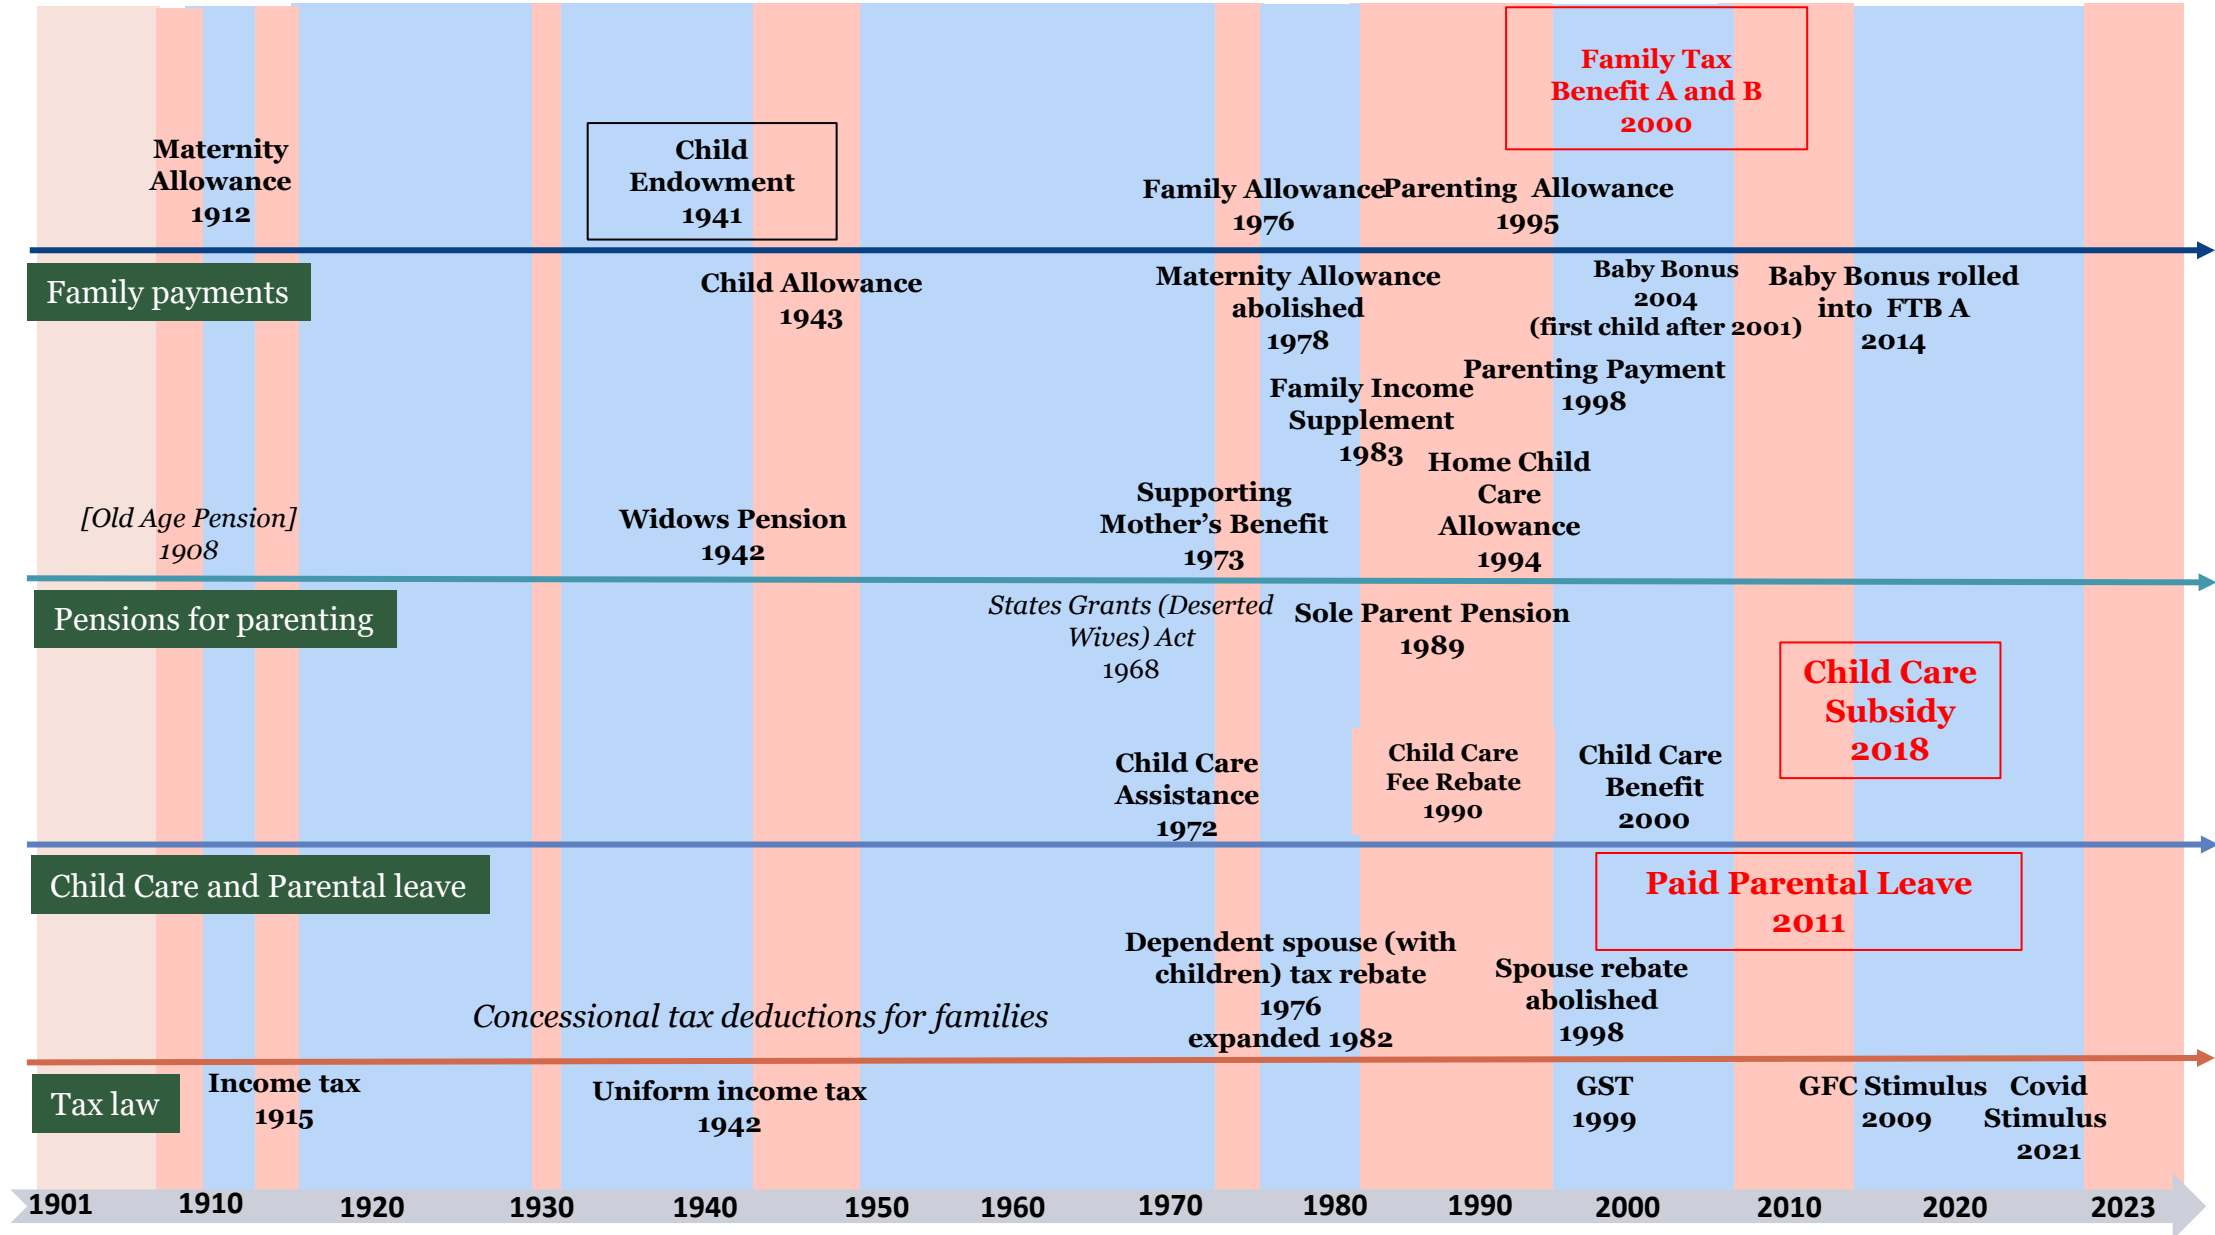 Family Tax
Benefit A and B
2000
Maternity
Allowance
1912
Child
Endowment
1941
Family Allowance
1976
Parenting Allowance
1995
Family payments
Child Allowance
1943
Maternity Allowance
abolished
1978
Baby Bonus
2004
(first child after 2001)
Baby Bonus rolled
into FTB A
2014
Family Income
Supplement
1983
Parenting Payment
1998
[Old Age Pension]
1908
Widows Pension
1942
Supporting
Mother’s Benefit
1973
Home Child
Care
Allowance
1994
Pensions for parenting
States Grants (Deserted
Wives) Act
1968
Sole Parent Pension
1989
Child Care
Subsidy
2018
Child Care
Assistance
1972
Child Care
Fee Rebate
1990
Child Care
Benefit
2000
Child Care and Parental leave
Paid Parental Leave
2011
Concessional tax deductions for families
Dependent spouse (with
children) tax rebate
1976
expanded 1982
Spouse rebate
abolished
1998
Tax law
Income tax
1915
Uniform income tax
1942
GST
1999
GFC Stimulus
2009
Covid
Stimulus
2021
1901 1910 1920 1930 1940 1950 1960 1970 1980 1990 2000 2010 2020 2023